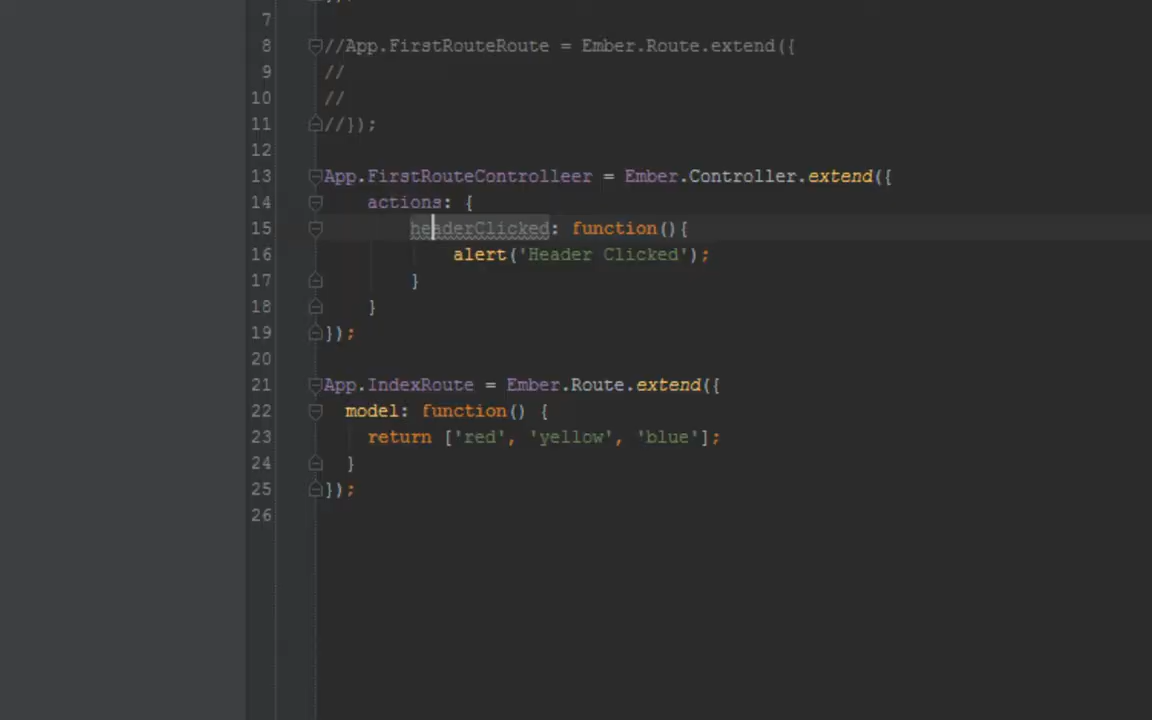 7
8 //App.FirstRouteRoute = Ember.Route.extend({
9 //
10 //
11 //});
12
13 App.FirstRouteControlleer = Ember.Controller.extend({
14 actions: {
15 headerClicked: function(){
16 alert('Header Clicked');
17 }
18 }
19 });
20
21 App.IndexRoute = Ember.Route.extend({
22 model: function() {
23 return ['red', 'yellow', 'blue'];
24 }
25 });
26